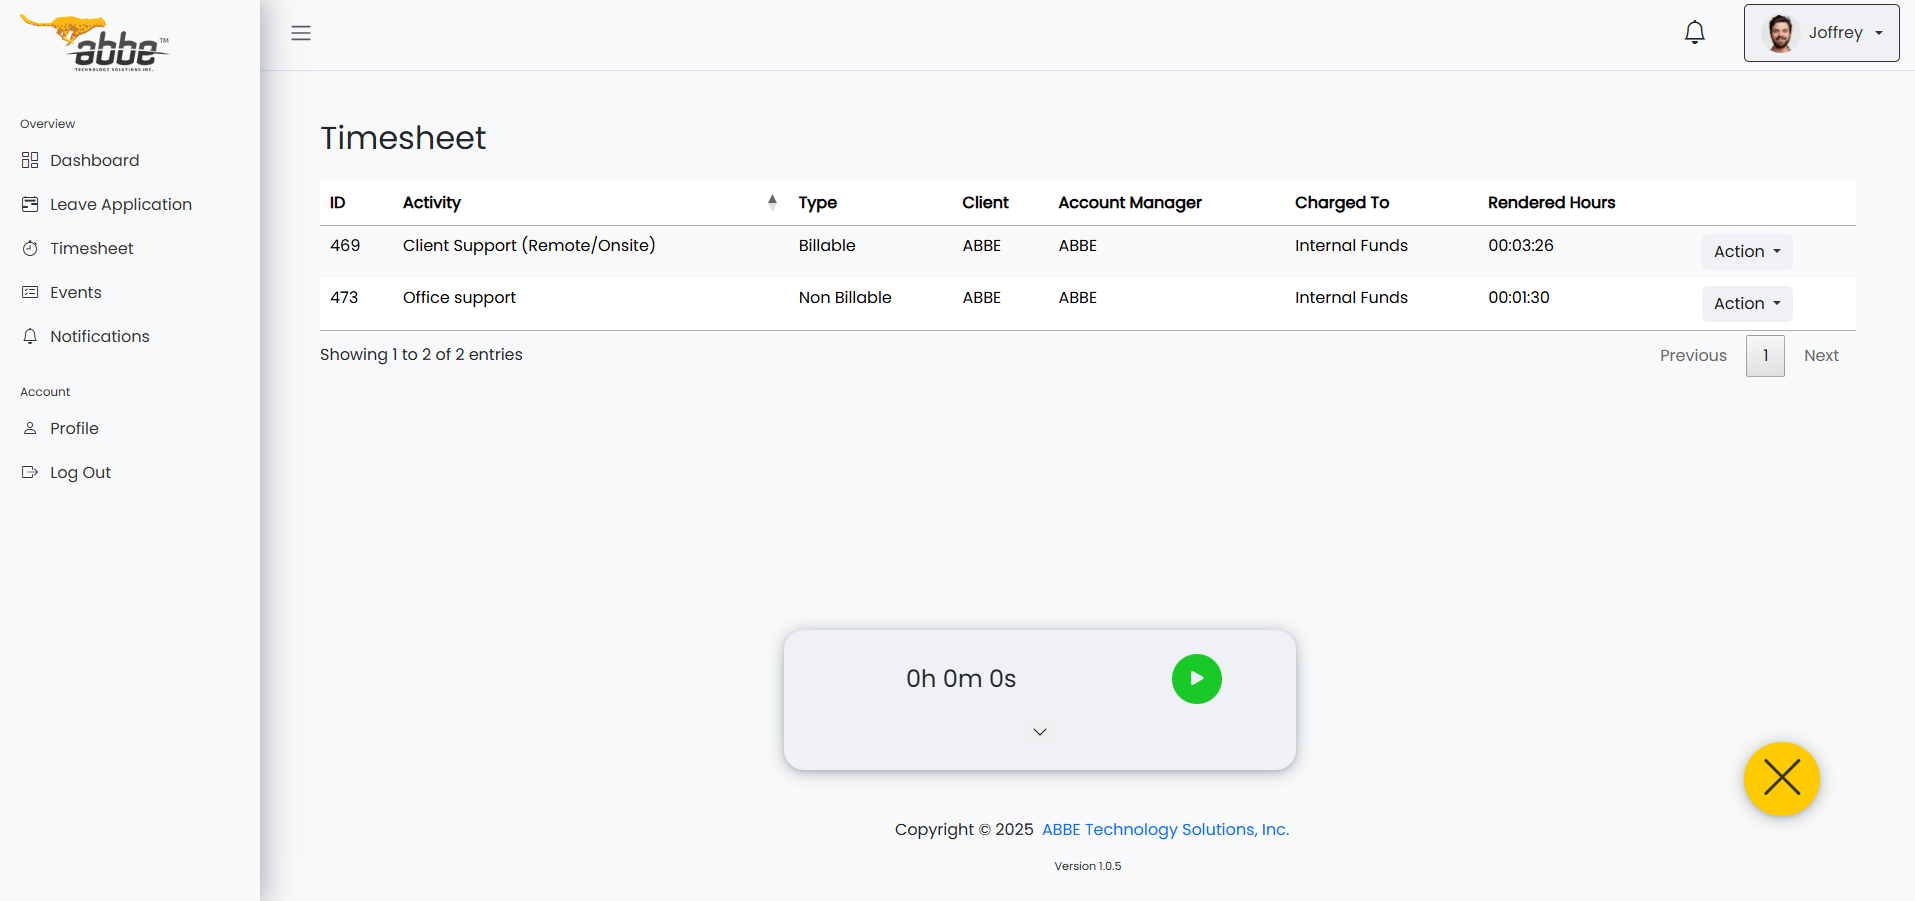 abbe™
TECHNOLOGY SOLUTIONS INC.
Joffrey
Overview
Dashboard
Leave Application
Timesheet
Events
Notifications
Account
Profile
Log Out
Timesheet
ID Activity Type Client Account Manager Charged To Rendered Hours
469 Client Support (Remote/Onsite) Billable ABBE ABBE Internal Funds 00:03:26 Action
473 Office support Non Billable ABBE ABBE Internal Funds 00:01:30 Action
Showing 1 to 2 of 2 entries
Previous 1 Next
0h 0m 0s
Copyright © 2025 ABBE Technology Solutions, Inc.
Version 1.0.5